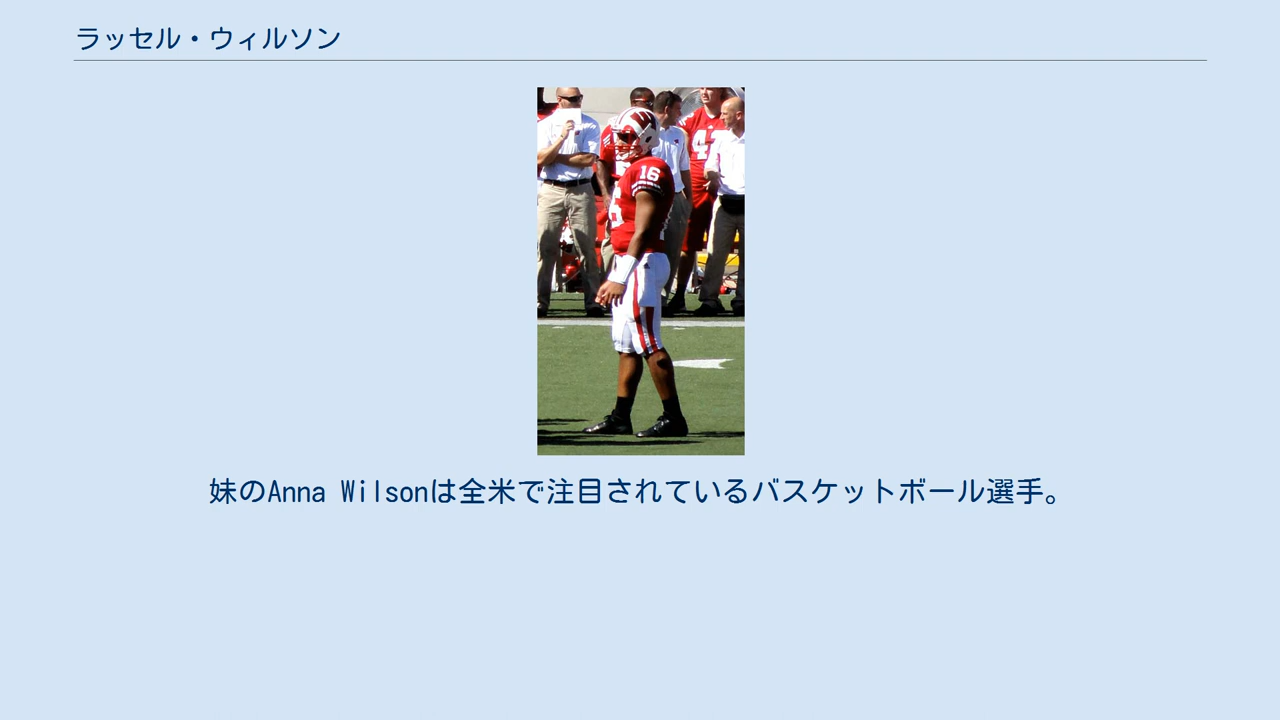 ラッセル・ウィルソン
16
4
妹のAnna Wilsonは全米で注目されているバスケットボール選手。